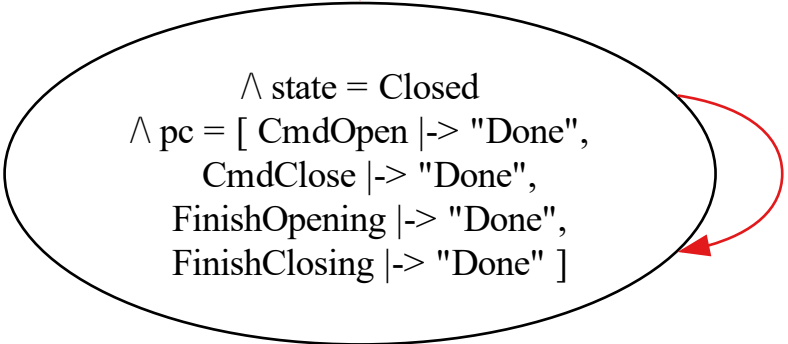 /\ state = Closed
/\ pc = [ CmdOpen |-> "Done",
CmdClose |-> "Done",
FinishOpening |-> "Done",
FinishClosing |-> "Done" ]